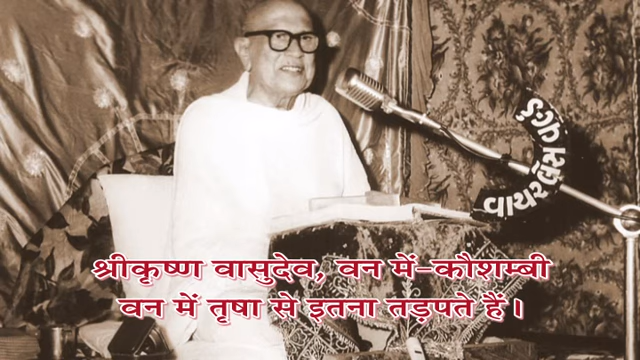 વાયરલેસ
श्रीकृष्ण वासुदेव, वन में-कौशम्बी
वन में तृषा से इतना तड़पते हैं।